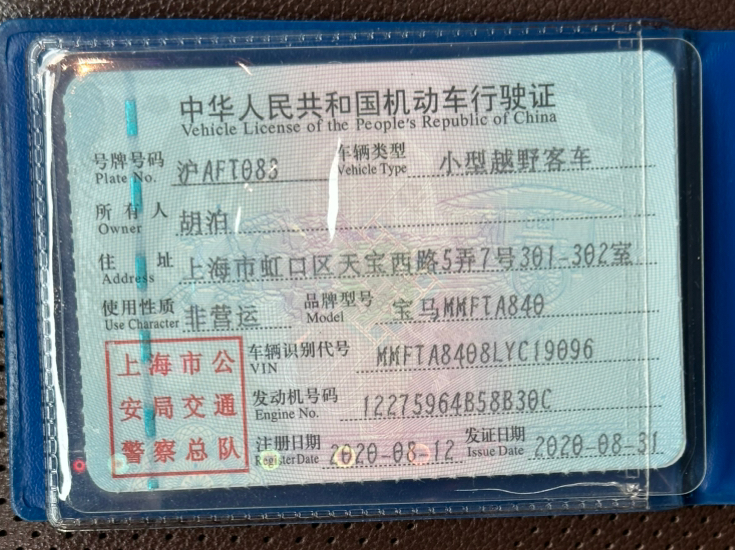 中华人民共和国机动车行驶证
Vehicle License of the People's Republic of China
号牌号码 沪AFT083 车辆类型 小型越野客车
Plate No. Vehicle Type
所有人 胡泊
Owner
住址 上海市虹口区天宝西路5弄7号301-302室
Address
使用性质 非营运 品牌型号 宝马MMFTA840
Use Character Model
上海市公 车辆识别代号 MMFTA8408LYC19096
VIN
安局交通 发动机号码 12275964B58B30C
Engine No.
警察总队 注册日期 2020-08-12 发证日期 2020-08-31
Register Date Issue Date